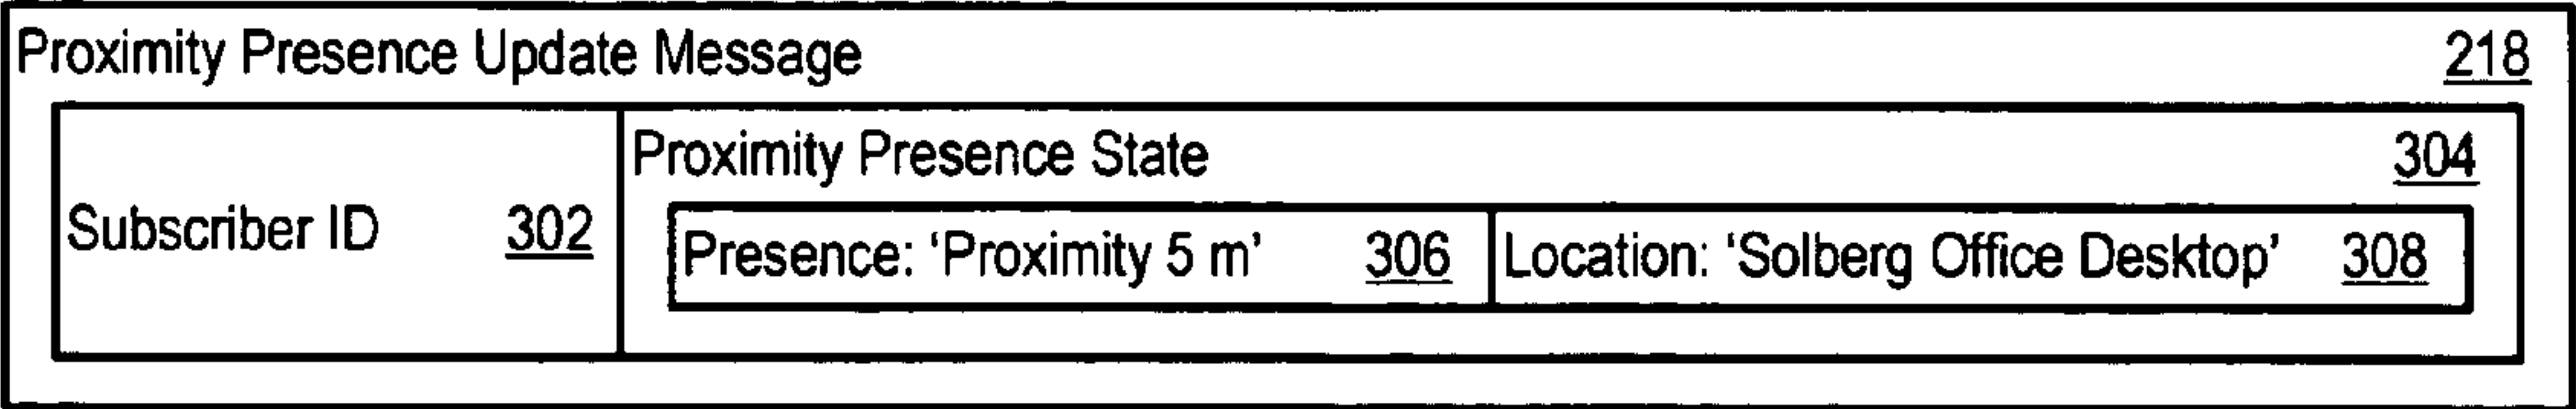 Proximity Presence Update Message 218
Proximity Presence State 304
Subscriber ID 302
Presence: ‘Proximity 5 m’ 306 Location: ‘Solberg Office Desktop’ 308